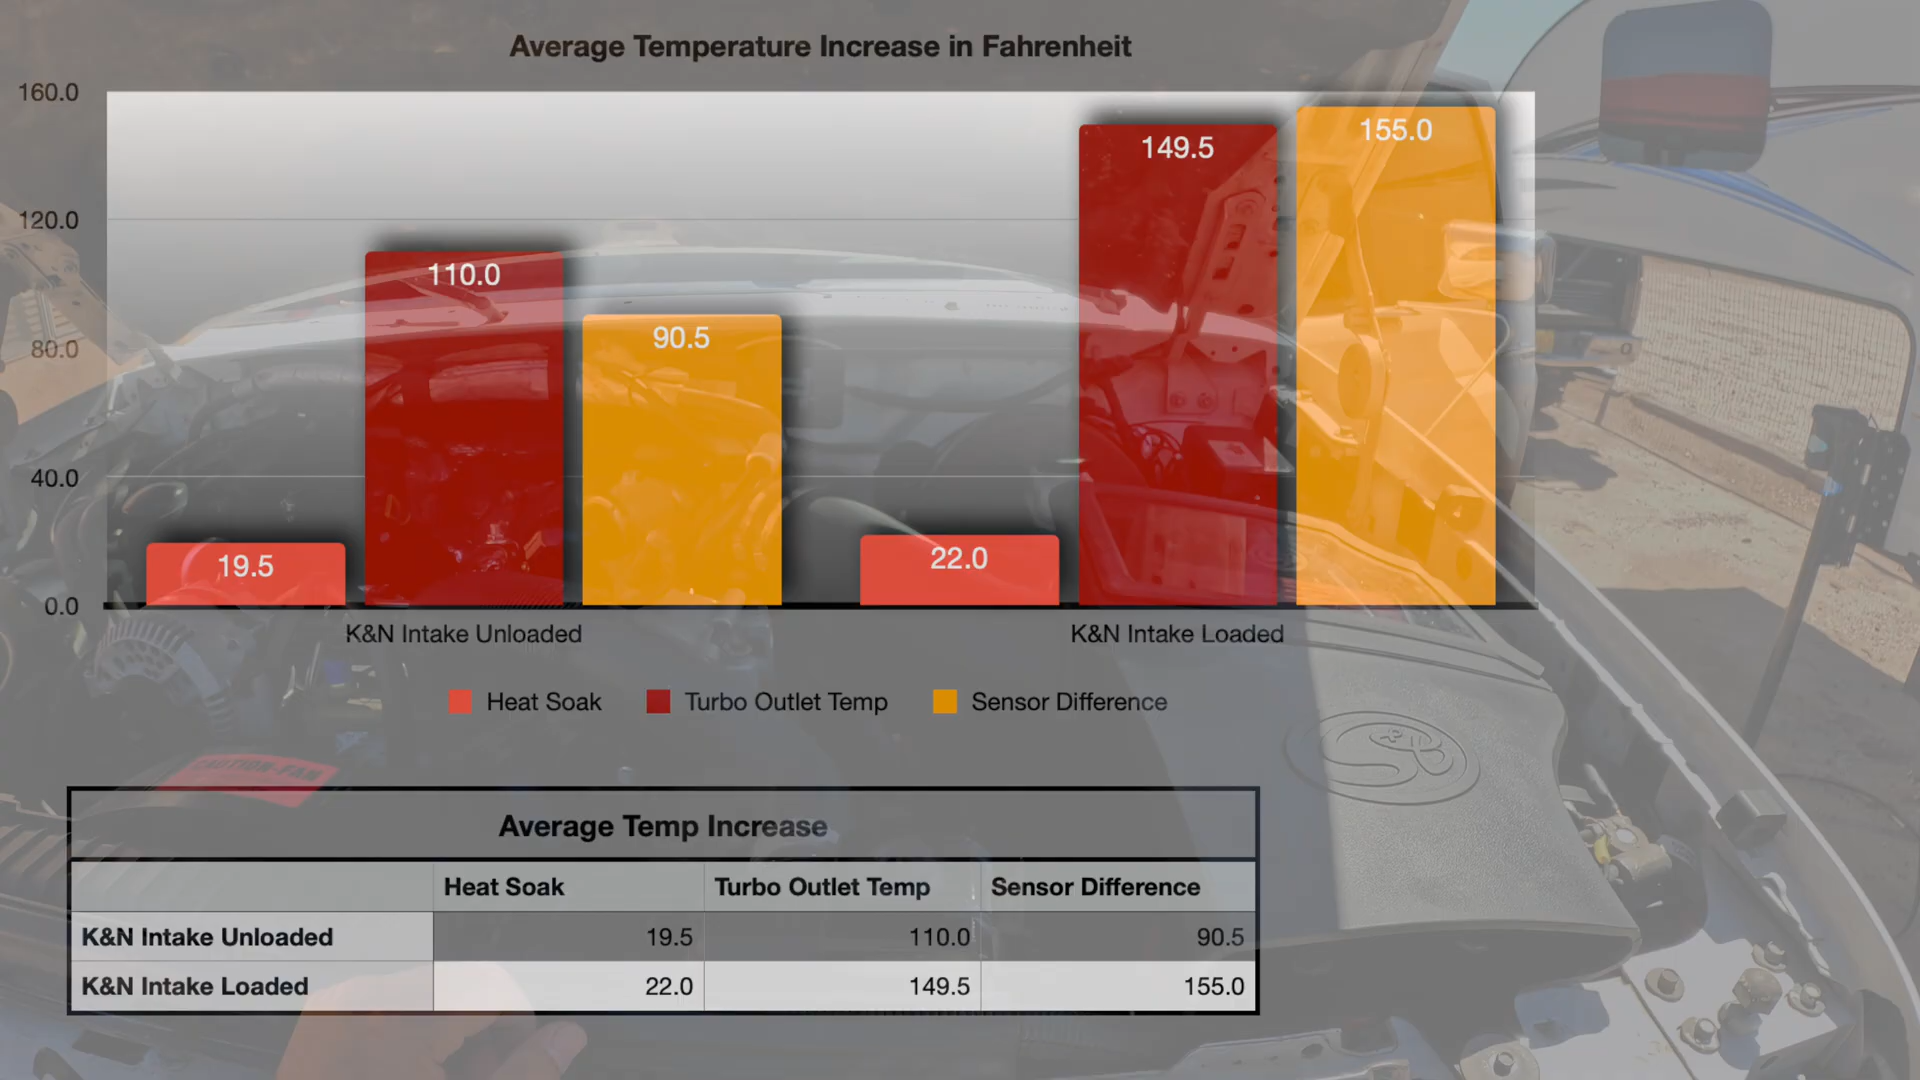 Average Temperature Increase in Fahrenheit
160.0
120.0
80.0
40.0
0.0
19.5
110.0
90.5
22.0
149.5
155.0
K&N Intake Unloaded
K&N Intake Loaded
Heat Soak
Turbo Outlet Temp
Sensor Difference
CAUTION-FAN
S&B
Average Temp Increase
Heat Soak Turbo Outlet Temp Sensor Difference
K&N Intake Unloaded 19.5 110.0 90.5
K&N Intake Loaded 22.0 149.5 155.0